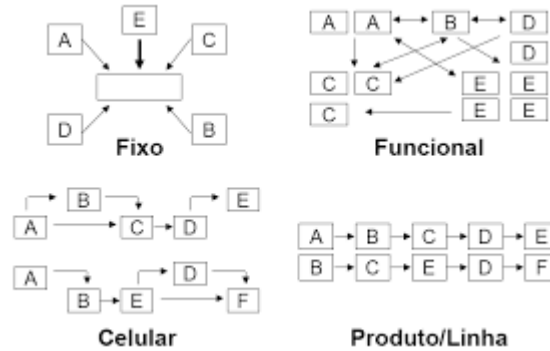 E
A C
D B
Fixo
A A B D
D
C C E E
C E E
Funcional
B E
A C D
A D
B E F
Celular
A B C D E
B C E D F
Produto/Linha